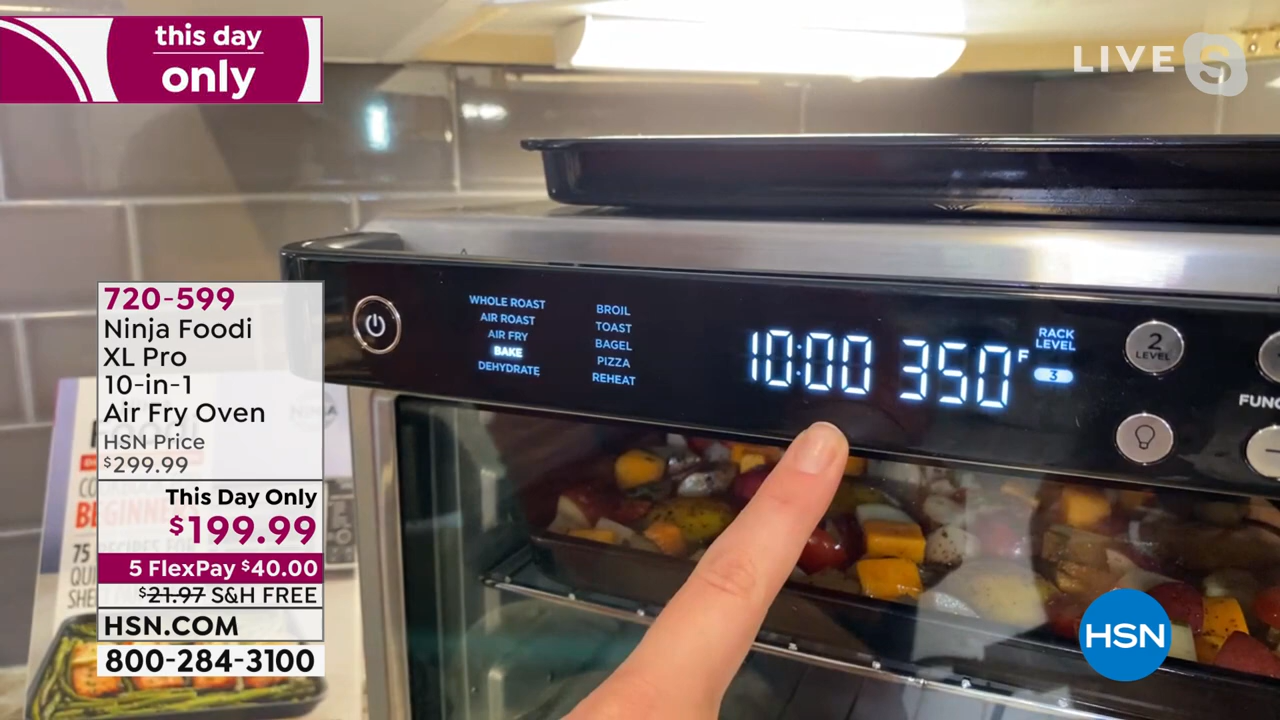 this day
only
LIVE S
720-599
Ninja Foodi
XL Pro
10-in-1
Air Fry Oven
HSN Price
$299.99
This Day Only
$199.99
5 FlexPay $40.00
$21.97 S&H FREE
HSN.COM
800-284-3100
WHOLE ROAST
AIR ROAST
AIR FRY
BAKE
DEHYDRATE
BROIL
TOAST
BAGEL
PIZZA
REHEAT
10:00 350 F
RACK
LEVEL
3
2
LEVEL
FUNC
BEGINNERS
75 RECIPES FOR
HSN